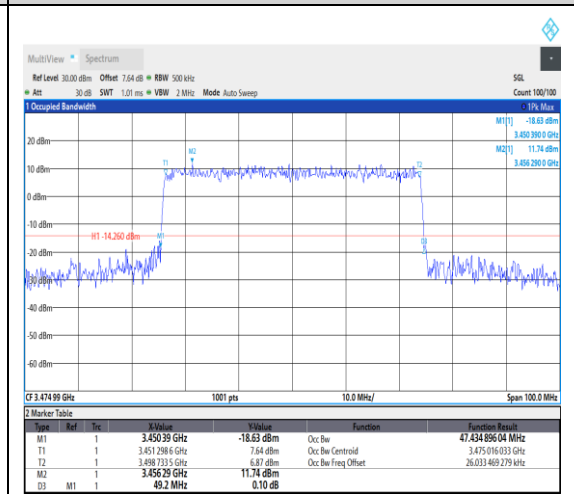 MultiView Spectrum
Ref Level 30.00 dBm Offset 7.64 dB RBW 500 kHz SGL
Att 30 dB SWT 1.01 ms VBW 2 MHz Mode Auto Sweep Count 100/100
1 Occupied Bandwidth 1Pk Max
M1[1] -18.63 dBm
3.450 390 0 GHz
M2[1] 11.74 dBm
3.456 290 0 GHz
20 dBm
M2
T1 T2
10 dBm
0 dBm
-10 dBm
H1 -14.260 dBm M1 D3
-20 dBm
-30 dBm
-40 dBm
-50 dBm
-60 dBm
CF 3.474 99 GHz 1001 pts 10.0 MHz/ Span 100.0 MHz
2 Marker Table
Type Ref Trc X-Value Y-Value Function Function Result
M1 1 3.450 39 GHz -18.63 dBm Occ Bw 47.434 896 04 MHz
T1 1 3.451 298 6 GHz 7.64 dBm Occ Bw Centroid 3.475 016 033 GHz
T2 1 3.498 733 5 GHz 6.87 dBm Occ Bw Freq Offset 26.033 469 279 kHz
M2 1 3.456 29 GHz 11.74 dBm
D3 M1 1 49.2 MHz 0.10 dB